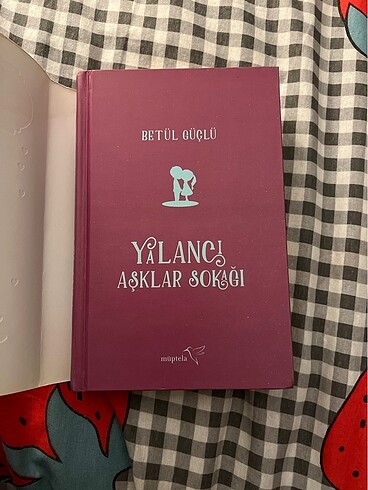 BETÜL GÜÇLÜ
YALANCI
AŞKLAR SOKAĞI
müptela